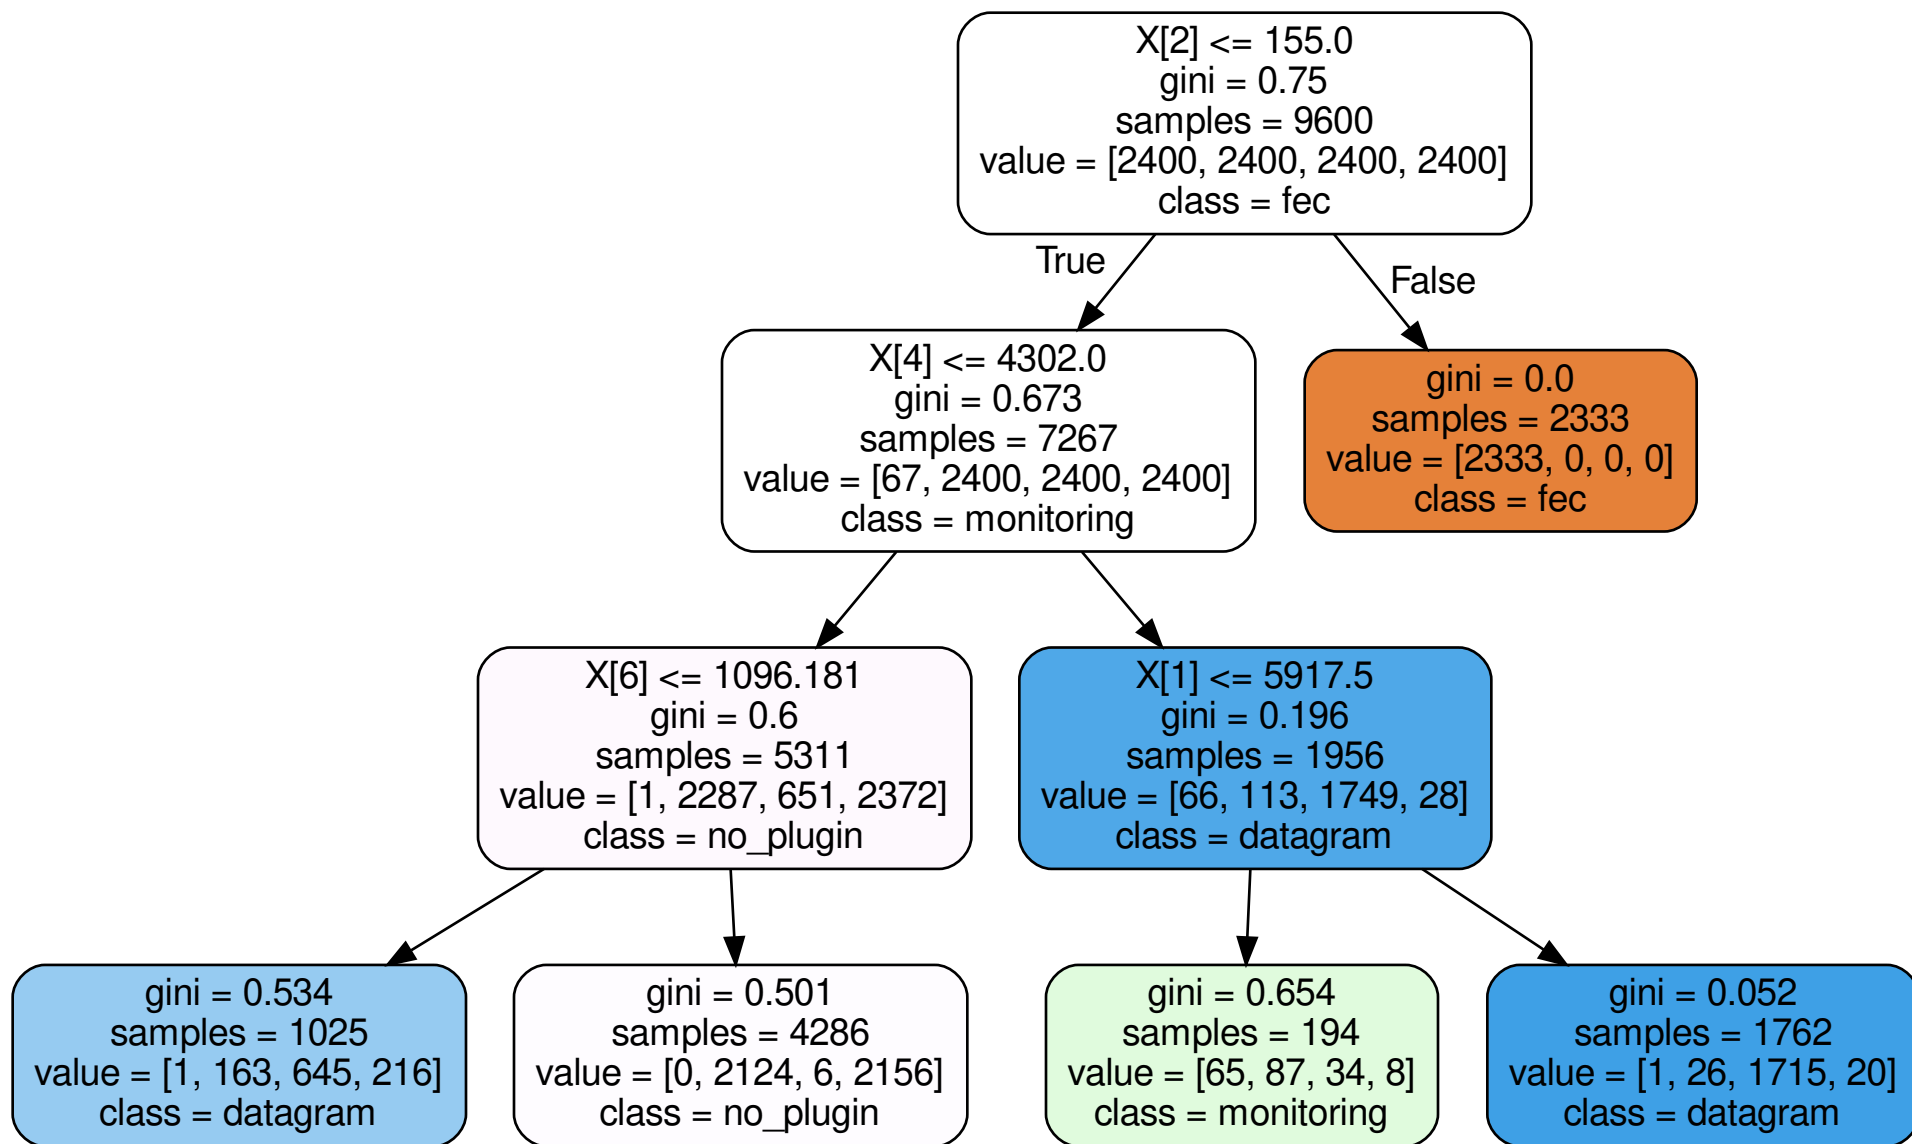 X[2] <= 155.0
gini = 0.75
samples = 9600
value = [2400, 2400, 2400, 2400]
class = fec
True
False
X[4] <= 4302.0
gini = 0.673
samples = 7267
value = [67, 2400, 2400, 2400]
class = monitoring
gini = 0.0
samples = 2333
value = [2333, 0, 0, 0]
class = fec
X[6] <= 1096.181
gini = 0.6
samples = 5311
value = [1, 2287, 651, 2372]
class = no_plugin
X[1] <= 5917.5
gini = 0.196
samples = 1956
value = [66, 113, 1749, 28]
class = datagram
gini = 0.534
samples = 1025
value = [1, 163, 645, 216]
class = datagram
gini = 0.501
samples = 4286
value = [0, 2124, 6, 2156]
class = no_plugin
gini = 0.654
samples = 194
value = [65, 87, 34, 8]
class = monitoring
gini = 0.052
samples = 1762
value = [1, 26, 1715, 20]
class = datagram